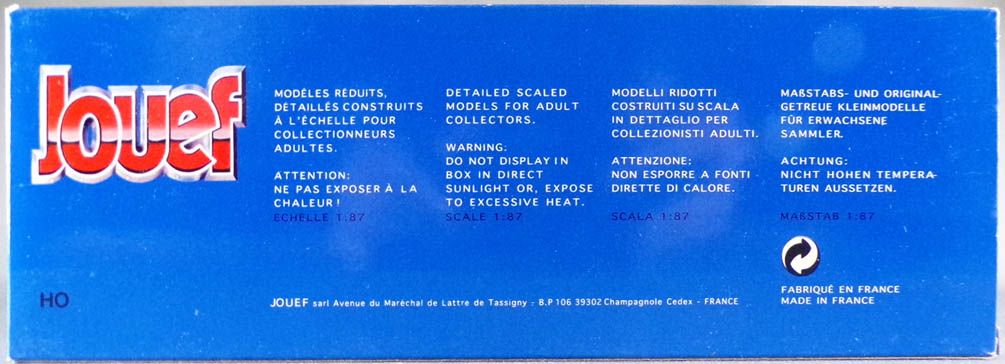 Jouef
MODÈLES RÉDUITS,
DÉTAILLÉS CONSTRUITS
À L'ÉCHELLE POUR
COLLECTIONNEURS
ADULTES.
ATTENTION:
NE PAS EXPOSER À LA
CHALEUR!
ECHELLE 1:87
DETAILED SCALED
MODELS FOR ADULT
COLLECTORS.
WARNING:
DO NOT DISPLAY IN
BOX IN DIRECT
SUNLIGHT OR, EXPOSE
TO EXCESSIVE HEAT.
SCALE 1:87
MODELLI RIDOTTI
COSTRUITI SU SCALA
IN DETTAGLIO PER
COLLEZIONISTI ADULTI.
ATTENZIONE:
NON ESPORRE A FONTI
DIRETTE DI CALORE.
SCALA 1:87
MAßSTABS- UND ORIGINAL-
GETREUE KLEINMODELLE
FÜR ERWACHSENE
SAMMLER.
ACHTUNG:
NICHT HOHEN TEMPERA-
TUREN AUSSETZEN.
MAßSTAB 1:87
HO
JOUEF sarl Avenue du Maréchal de Lattre de Tassigny : B.P 106 39302 Champagnole Cedex - FRANCE
FABRIQUÉ EN FRANCE
MADE IN FRANCE